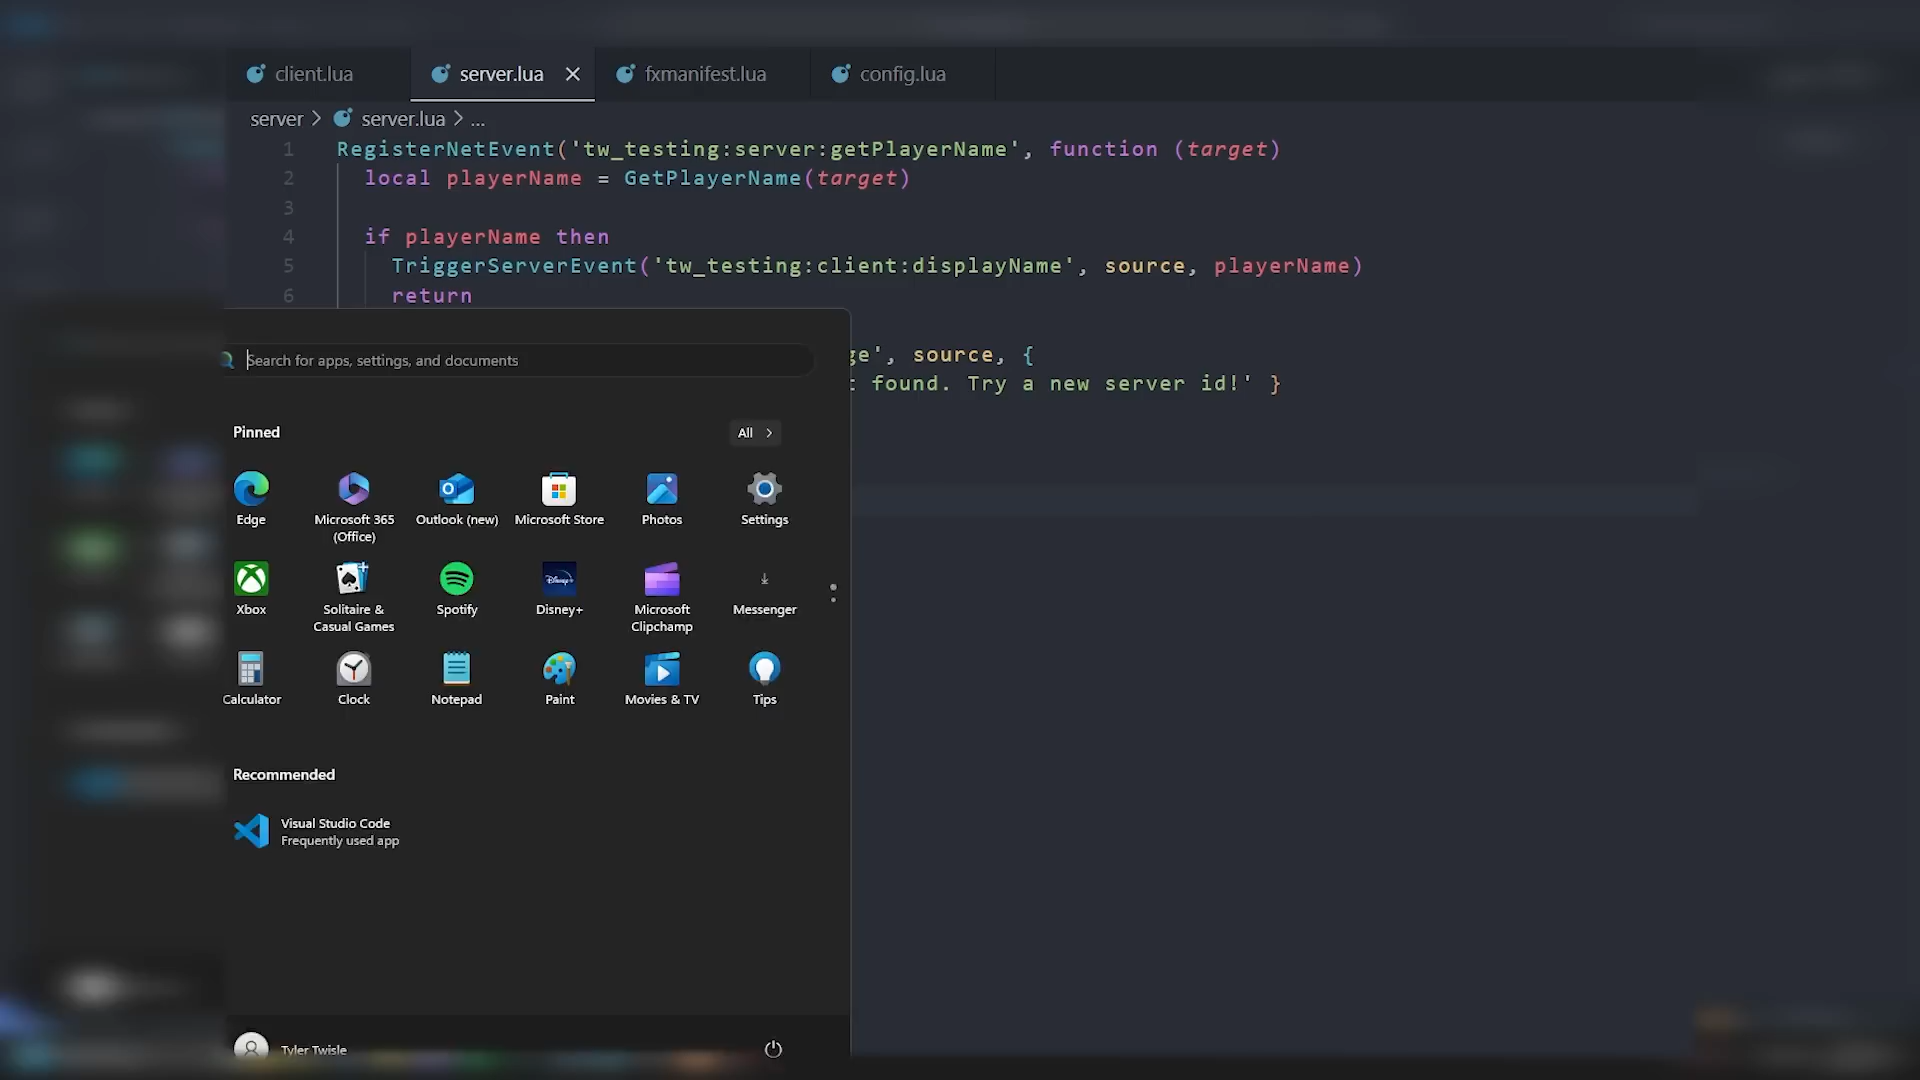 client.lua
server.lua
fxmanifest.lua
config.lua
server > server.lua > ...
1 RegisterNetEvent('tw_testing:server:getPlayerName', function (target)
2 local playerName = GetPlayerName(target)
3
4 if playerName then
5 TriggerServerEvent('tw_testing:client:displayName', source, playerName)
6 return
ge', source, {
t found. Try a new server id!' }
Search for apps, settings, and documents
Pinned
All >
Edge
Microsoft 365
(Office)
Outlook (new)
Microsoft Store
Photos
Settings
Xbox
Solitaire &
Casual Games
Spotify
Disney+
Disney+
Microsoft
Clipchamp
Messenger
Calculator
Clock
Notepad
Paint
Movies & TV
Tips
Recommended
Visual Studio Code
Frequently used app
Tyler Twisle